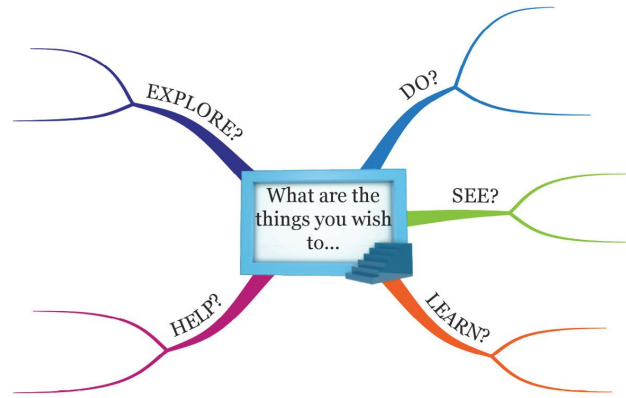 EXPLORE?
DO?
What are the
things you wish
to...
SEE?
HELP?
LEARN?